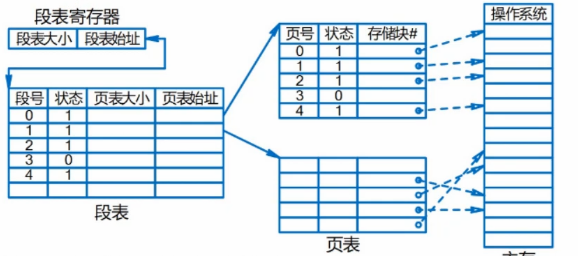 段表寄存器
段表大小 段表始址
段号 状态 页表大小 页表始址
0 1
1 1
2 1
3 0
4 1
段表
页号 状态 存储块#
0 1
1 1
2 1
3 0
4 1
页表
操作系统